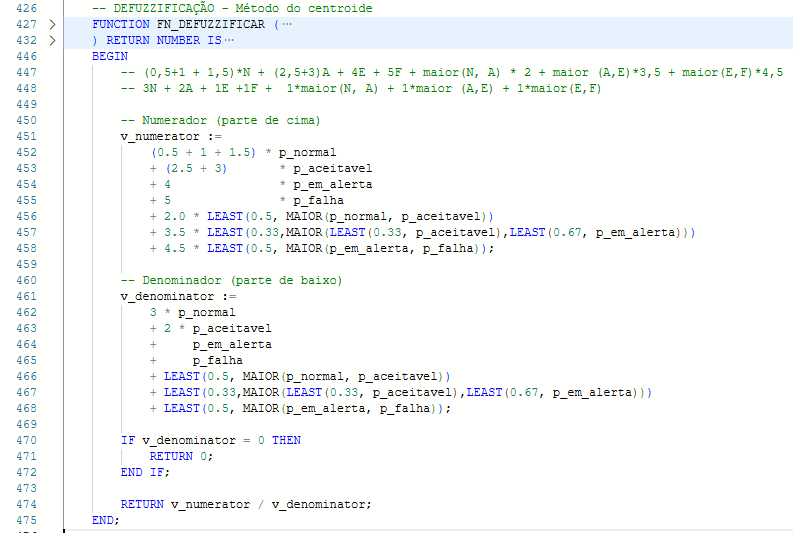 426 -- DEFUZZIFICAÇÃO - Método do centroide
427 FUNCTION FN_DEFUZZIFICAR (···
432 ) RETURN NUMBER IS···
446 BEGIN
447 -- (0,5+1 + 1,5)*N + (2,5+3)A + 4E + 5F + maior(N, A) * 2 + maior (A,E)*3,5 + maior(E,F)*4,5
448 -- 3N + 2A + 1E +1F +  1*maior(N, A) + 1*maior (A,E) + 1*maior(E,F)
449
450 -- Numerador (parte de cima)
451 v_numerator :=
452 (0.5 + 1 + 1.5) * p_normal
453 + (2.5 + 3)       * p_aceitavel
454 + 4               * p_em_alerta
455 + 5               * p_falha
456 + 2.0 * LEAST(0.5, MAIOR(p_normal, p_aceitavel))
457 + 3.5 * LEAST(0.33,MAIOR(LEAST(0.33, p_aceitavel),LEAST(0.67, p_em_alerta)))
458 + 4.5 * LEAST(0.5, MAIOR(p_em_alerta, p_falha));
459
460 -- Denominador (parte de baixo)
461 v_denominator :=
462 3 * p_normal
463 + 2 * p_aceitavel
464 +     p_em_alerta
465 +     p_falha
466 + LEAST(0.5, MAIOR(p_normal, p_aceitavel))
467 + LEAST(0.33,MAIOR(LEAST(0.33, p_aceitavel),LEAST(0.67, p_em_alerta)))
468 + LEAST(0.5, MAIOR(p_em_alerta, p_falha));
469
470 IF v_denominator = 0 THEN
471 RETURN 0;
472 END IF;
473
474 RETURN v_numerator / v_denominator;
475 END;